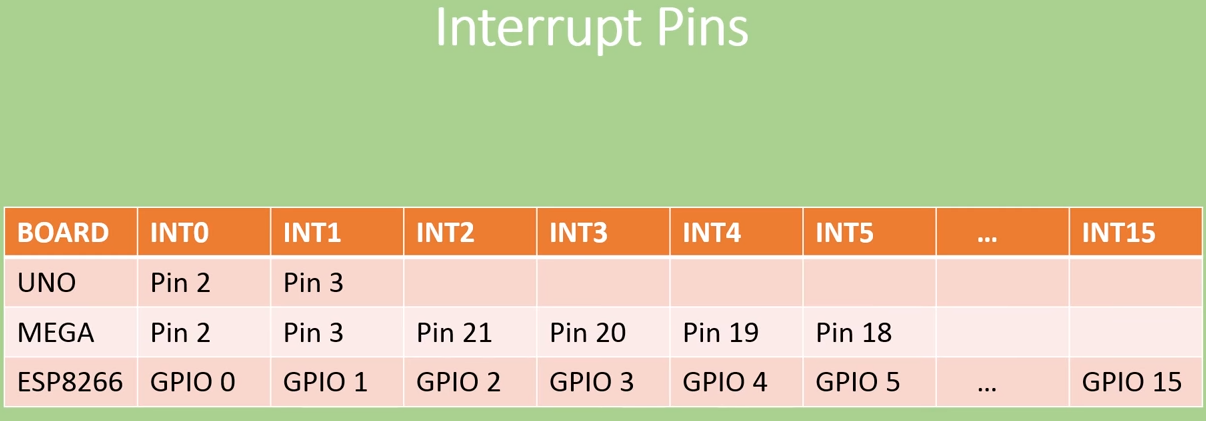 Interrupt Pins
BOARD INT0 INT1 INT2 INT3 INT4 INT5 ... INT15
UNO Pin 2 Pin 3
MEGA Pin 2 Pin 3 Pin 21 Pin 20 Pin 19 Pin 18
ESP8266 GPIO 0 GPIO 1 GPIO 2 GPIO 3 GPIO 4 GPIO 5 ... GPIO 15